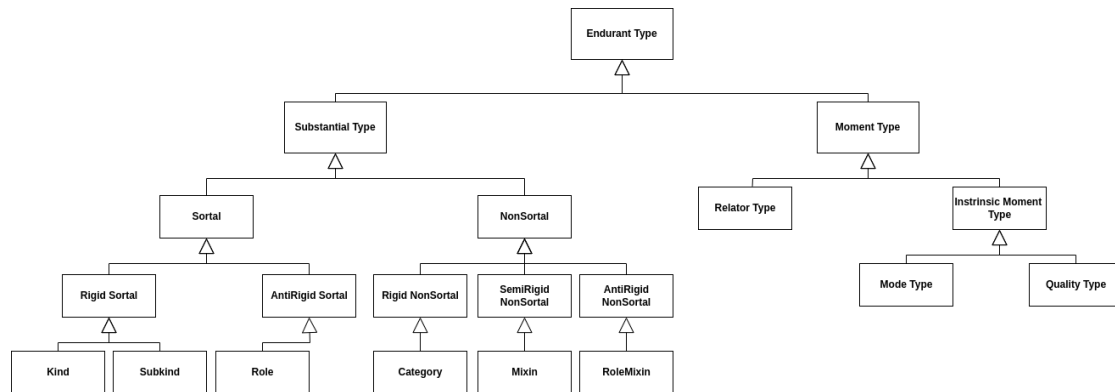 Endurant Type
Substantial Type
Moment Type
Sortal
NonSortal
Relator Type
Instrinsic Moment
Type
Rigid Sortal
AntiRigid Sortal
Rigid NonSortal
SemiRigid
NonSortal
AntiRigid
NonSortal
Mode Type
Quality Type
Kind
Subkind
Role
Category
Mixin
RoleMixin